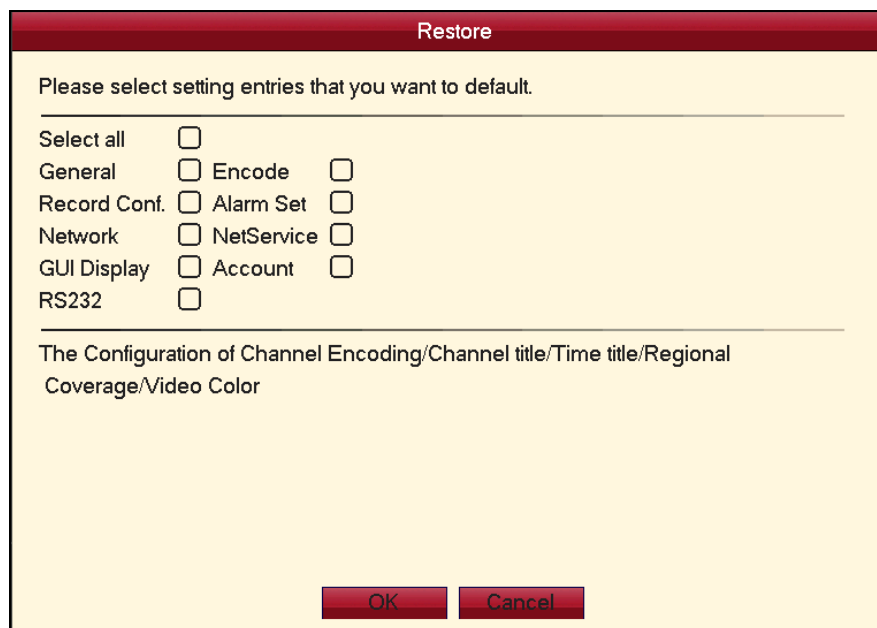 Restore
Please select setting entries that you want to default.
Select all
General Encode
Record Conf. Alarm Set
Network NetService
GUI Display Account
RS232
The Configuration of Channel Encoding/Channel title/Time title/Regional
Coverage/Video Color
OK Cancel